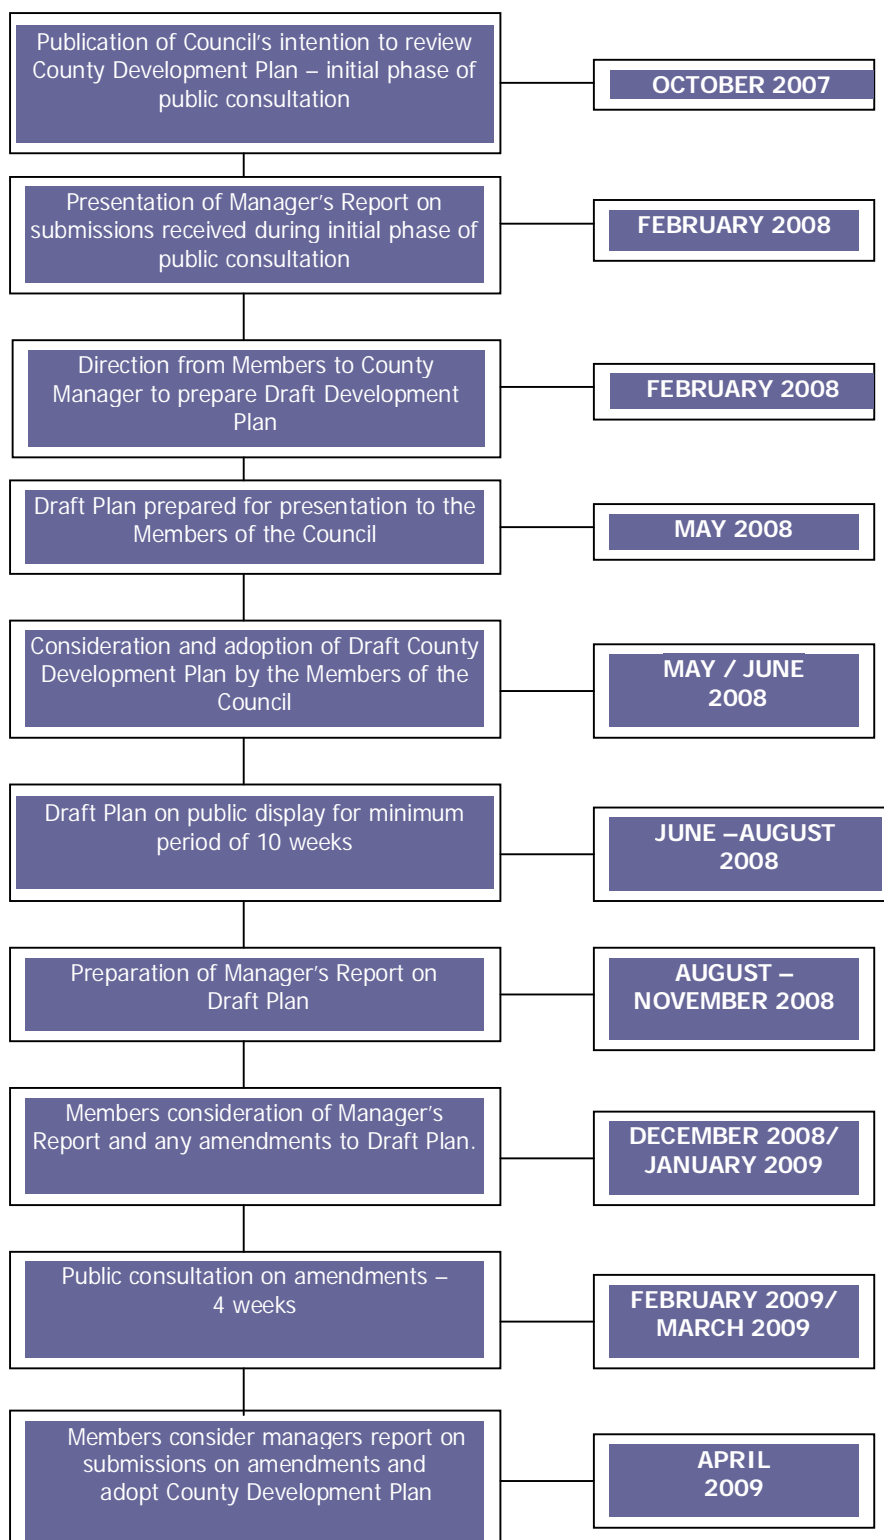 Publication of Council’s intention to review
County Development Plan – initial phase of
public consultation
OCTOBER 2007
Presentation of Manager’s Report on
submissions received during initial phase of
public consultation
FEBRUARY 2008
Direction from Members to County
Manager to prepare Draft Development
Plan
FEBRUARY 2008
Draft Plan prepared for presentation to the
Members of the Council
MAY 2008
Consideration and adoption of Draft County
Development Plan by the Members of the
Council
MAY / JUNE
2008
Draft Plan on public display for minimum
period of 10 weeks
JUNE –AUGUST
2008
Preparation of Manager’s Report on
Draft Plan
AUGUST –
NOVEMBER 2008
Members consideration of Manager’s
Report and any amendments to Draft Plan.
DECEMBER 2008/
JANUARY 2009
Public consultation on amendments –
4 weeks
FEBRUARY 2009/
MARCH 2009
Members consider managers report on
submissions on amendments and
adopt County Development Plan
APRIL
2009